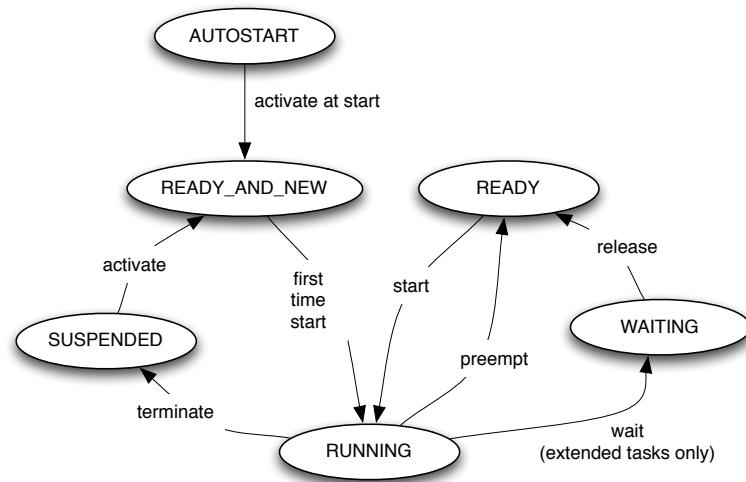 AUTOSTART
activate at start
READY_AND_NEW
READY
activate
first
time
start
start
release
SUSPENDED
WAITING
preempt
terminate
RUNNING
wait
(extended tasks only)